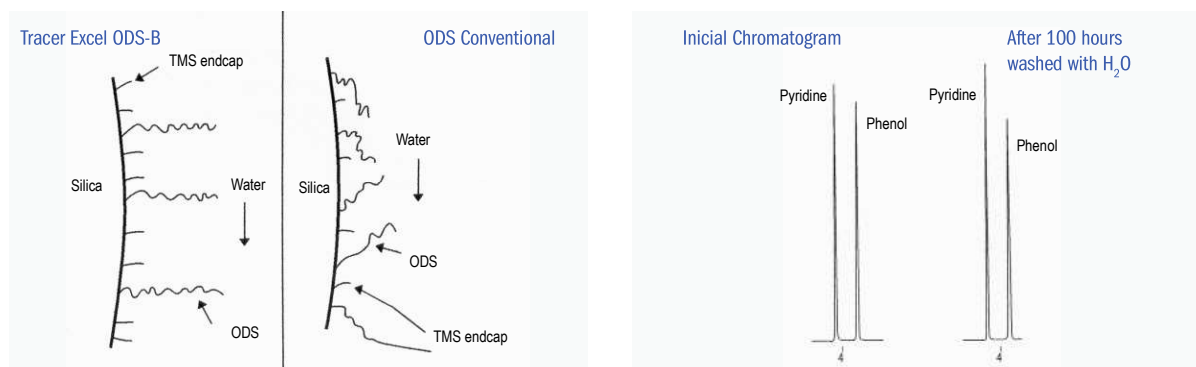 Tracer Excel ODS-B
TMS endcap
Silica
Water
ODS
ODS Conventional
Water
Silica
ODS
TMS endcap
Inicial Chromatogram
Pyridine
Phenol
4
After 100 hours
washed with H₂O
Pyridine
Phenol
4